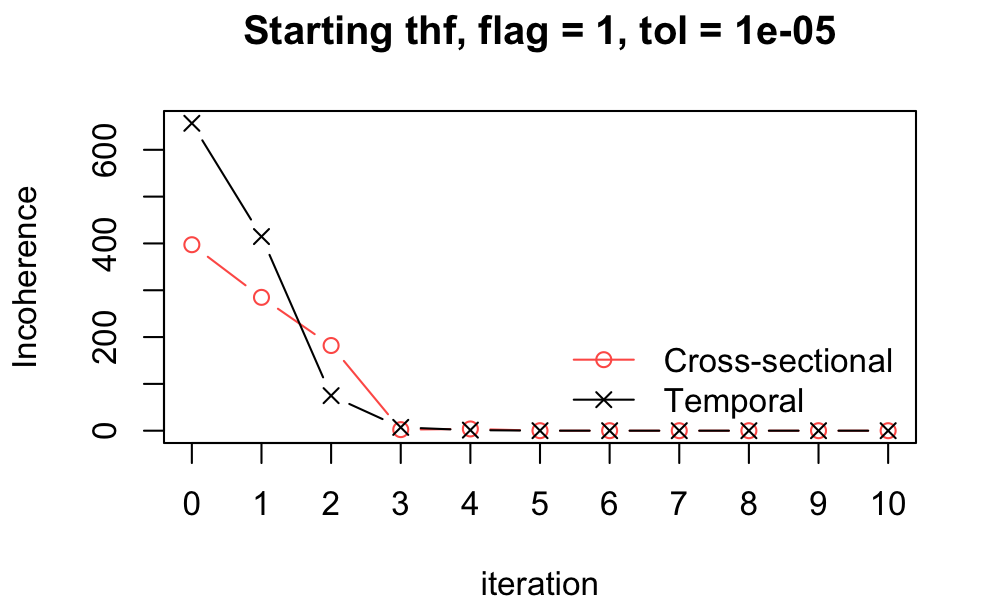 Starting thf, flag = 1, tol = 1e-05
Incoherence
600
400
200
0
Cross-sectional
Temporal
0 1 2 3 4 5 6 7 8 9 10
iteration